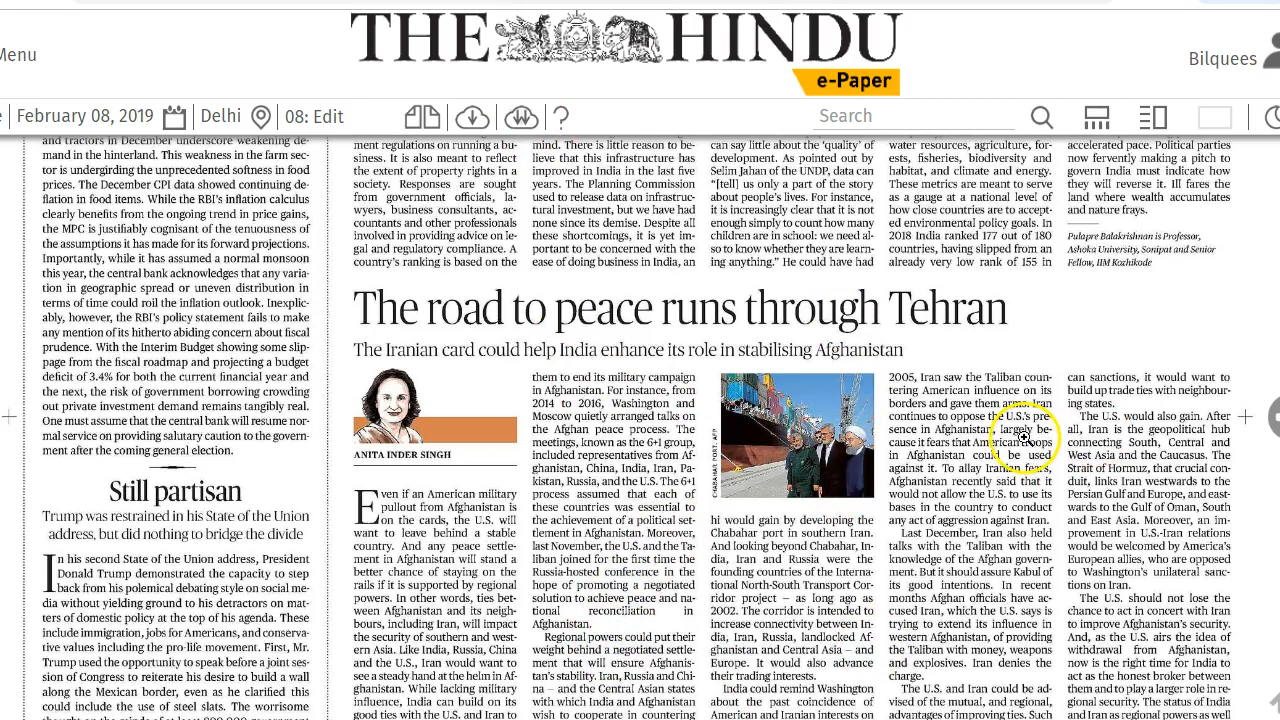 THE HINDU
e-Paper
Menu
Bilquees
February 08, 2019
Delhi
08: Edit
?
Search
and tractors in December underscore weakening de-
mand in the hinterland. This weakness in the farm sec-
tor is undergirding the unprecedented softness in food
prices. The December CPI data showed continuing de-
flation in food items. While the RBI's inflation calculus
clearly benefits from the ongoing trend in price gains,
the MPC is justifiably cognisant of the tenuousness of
the assumptions it has made for its forward projections.
Importantly, while it has assumed a normal monsoon
this year, the central bank acknowledges that any varia-
tion in geographic spread or uneven distribution in
terms of time could roil the inflation outlook. Inexplic-
ably, however, the RBI's policy statement fails to make
any mention of its hitherto abiding concern about fiscal
prudence. With the Interim Budget showing some slip-
page from the fiscal roadmap and projecting a budget
deficit of 3.4% for both the current financial year and
the next, the risk of government borrowing crowding
out private investment demand remains tangibly real.
One must assume that the central bank will resume nor-
mal service on providing salutary caution to the govern-
ment after the coming general election.
Still partisan
Trump was restrained in his State of the Union
address, but did nothing to bridge the divide
In his second State of the Union address, President
Donald Trump demonstrated the capacity to step
back from his polemical debating style on social me-
dia without yielding ground to his detractors on mat-
ters of domestic policy at the top of his agenda. These
include immigration, jobs for Americans, and conserva-
tive values including the pro-life movement. First, Mr.
Trump used the opportunity to speak before a joint ses-
sion of Congress to reiterate his desire to build a wall
along the Mexican border, even as he clarified this
could include the use of steel slats. The worrisome
ment regulations on running a bu-
siness. It is also meant to reflect
the extent of property rights in a
society. Responses are sought
from government officials, la-
wyers, business consultants, ac-
countants and other professionals
involved in providing advice on le-
gal and regulatory compliance. A
country's ranking is based on the
mind. There is little reason to be-
lieve that this infrastructure has
improved in India in the last five
years. The Planning Commission
used to release data on infrastruc-
tural investment, but we have had
none since its demise. Despite all
these shortcomings, it is yet im-
portant to be concerned with the
ease of doing business in India, an
can say little about the 'quality' of
development. As pointed out by
Selim Jahan of the UNDP, data can
"[tell] us only a part of the story
about people's lives. For instance,
it is increasingly clear that it is not
enough simply to count how many
children are in school: we need al-
so to know whether they are learn-
ing anything." He could have had
water resources, agriculture, for-
ests, fisheries, biodiversity and
habitat, and climate and energy.
These metrics are meant to serve
as a gauge at a national level of
how close countries are to accept-
ed environmental policy goals. In
2018 India ranked 177 out of 180
countries, having slipped from an
already very low rank of 155 in
accelerated pace. Political parties
now fervently making a pitch to
govern India must indicate how
they will reverse it. Ill fares the
land where wealth accumulates
and nature frays.
Pulapre Balakrishnan is Professor,
Ashoka University, Sonipat and Senior
Fellow, IIM Kozhikode
The road to peace runs through Tehran
The Iranian card could help India enhance its role in stabilising Afghanistan
ANITA INDER SINGH
Even if an American military
pullout from Afghanistan is
on the cards, the U.S. will
want to leave behind a stable
country. And any peace settle-
ment in Afghanistan will stand a
better chance of staying on the
rails if it is supported by regional
powers. In other words, ties bet-
ween Afghanistan and its neigh-
bours, including Iran, will impact
the security of southern and west-
ern Asia. Like India, Russia, China
and the U.S., Iran would want to
see a steady hand at the helm in Af-
ghanistan. While lacking military
influence, India can build on its
good ties with the U.S. and Iran to
them to end its military campaign
in Afghanistan. For instance, from
2014 to 2016, Washington and
Moscow quietly arranged talks on
the Afghan peace process. The
meetings, known as the 6+1 group,
included representatives from Af-
ghanistan, China, India, Iran, Pa-
kistan, Russia, and the U.S. The 6+1
process assumed that each of
these countries was essential to
the achievement of a political set-
tlement in Afghanistan. Moreover,
last November, the U.S. and the Ta-
liban joined for the first time the
Russia-hosted conference in the
hope of promoting a negotiated
solution to achieve peace and na-
tional reconciliation in
Afghanistan.
Regional powers could put their
weight behind a negotiated settle-
ment that will ensure Afghanis-
tan's stability. Iran, Russia and Chi-
na – and the Central Asian states
with which India and Afghanistan
wish to cooperate in countering
CHABAHAR PORT. AFP
hi would gain by developing the
Chabahar port in southern Iran.
And looking beyond Chabahar, In-
dia, Iran and Russia were the
founding countries of the Interna-
tional North-South Transport Cor-
ridor project – as long ago as
2002. The corridor is intended to
increase connectivity between In-
dia, Iran, Russia, landlocked Af-
ghanistan and Central Asia – and
Europe. It would also advance
their trading interests.
India could remind Washington
about the past coincidence of
American and Iranian interests on
2005, Iran saw the Taliban coun-
tering American influence on its
borders and gave them arms. Iran
continues to oppose the U.S.'s pre-
sence in Afghanistan, largely be-
cause it fears that American troops
in Afghanistan could be used
against it. To allay Iranian fears,
Afghanistan recently said that it
would not allow the U.S. to use its
bases in the country to conduct
any act of aggression against Iran.
Last December, Iran also held
talks with the Taliban with the
knowledge of the Afghan govern-
ment. But it should assure Kabul of
its good intentions. In recent
months Afghan officials have ac-
cused Iran, which the U.S. says is
trying to extend its influence in
western Afghanistan, of providing
the Taliban with money, weapons
and explosives. Iran denies the
charge.
The U.S. and Iran could be ad-
vised of the mutual, and regional,
advantages of improving ties. Such
can sanctions, it would want to
build up trade ties with neighbour-
ing states.
The U.S. would also gain. After
all, Iran is the geopolitical hub
connecting South, Central and
West Asia and the Caucasus. The
Strait of Hormuz, that crucial con-
duit, links Iran westwards to the
Persian Gulf and Europe, and east-
wards to the Gulf of Oman, South
and East Asia. Moreover, an im-
provement in U.S.-Iran relations
would be welcomed by America's
European allies, who are opposed
to Washington's unilateral sanc-
tions on Iran.
The U.S. should not lose the
chance to act in concert with Iran
to improve Afghanistan's security.
And, as the U.S. airs the idea of
withdrawal from Afghanistan,
now is the right time for India to
act as the honest broker between
them and to play a larger role in re-
gional security. The status of India
and Iran as regional powers as well